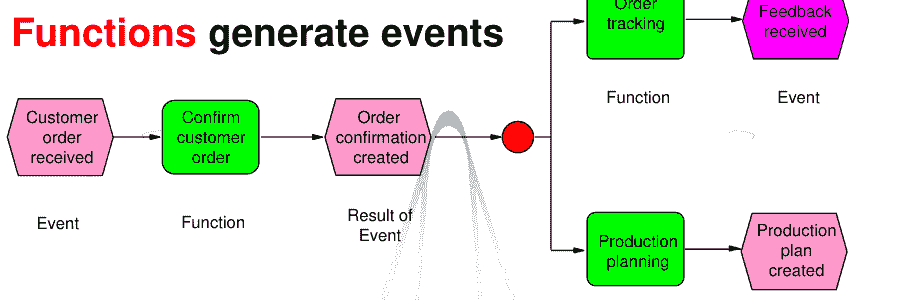 Functions generate events
Order
tracking
Feedback
received
Function
Event
Customer
order
received
Confirm
customer
order
Order
confirmation
created
Event
Function
Result of
Event
Production
planning
Production
plan
created